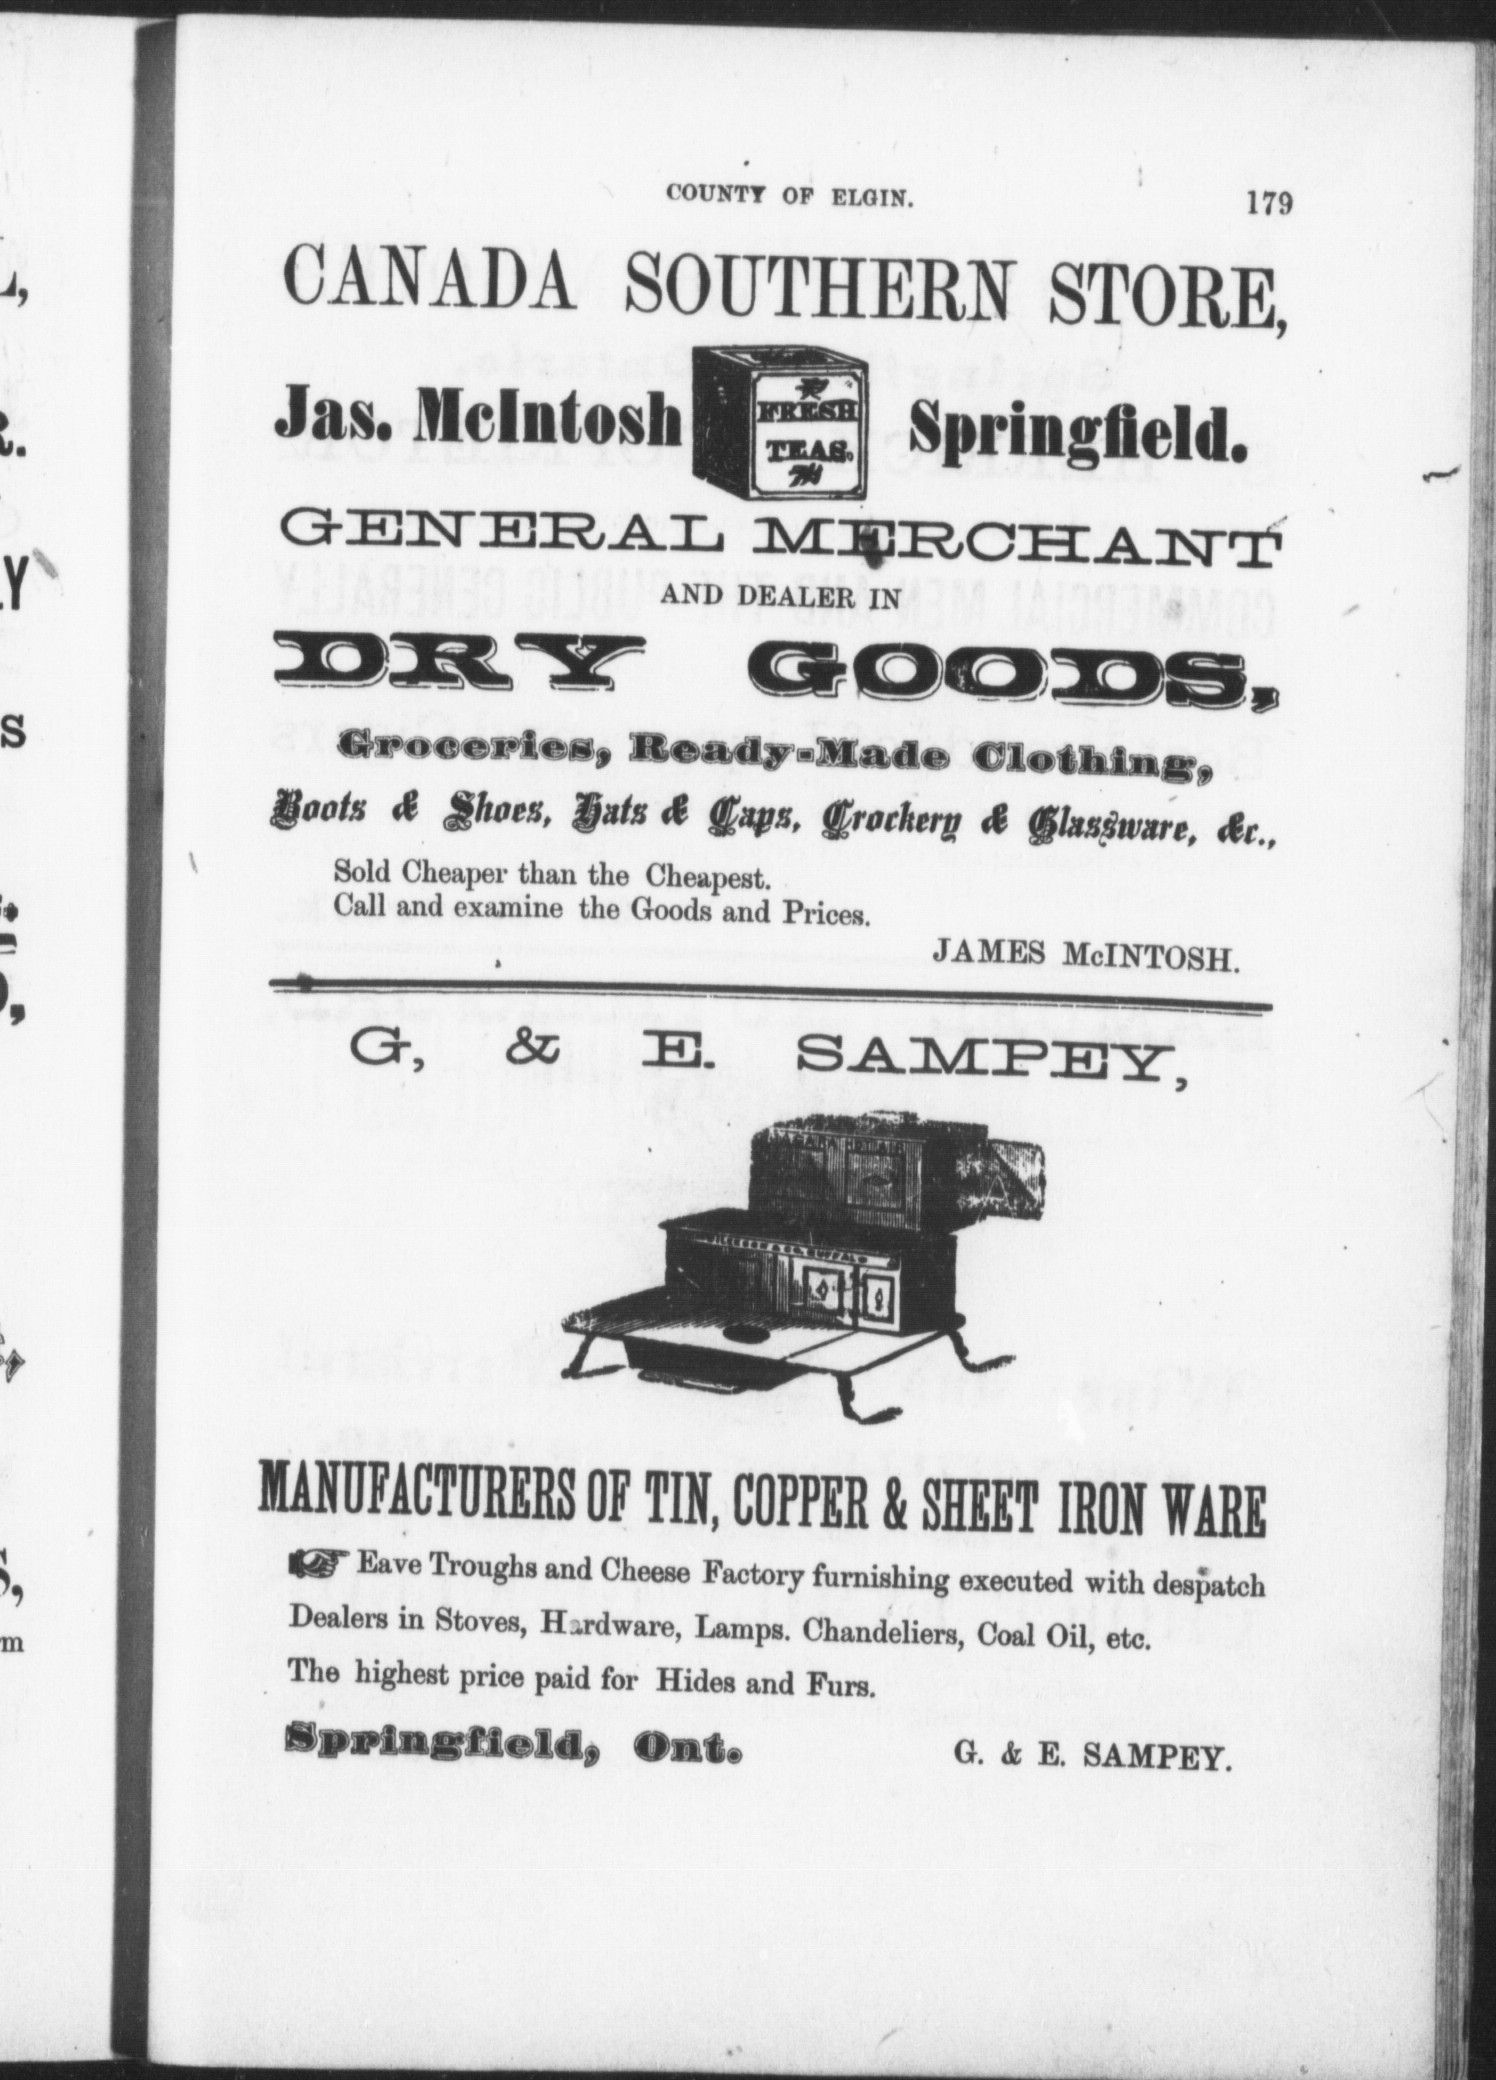 COUNTY OF ELGIN. 179
CANADA SOUTHERN STORE,
Jas. McIntosh
FRESH
TEAS.
Springfield.
GENERAL MERCHANT
AND DEALER IN
DRY GOODS,
Groceries, Ready-Made Clothing,
Boots & Shoes, Hats & Caps, Crockery & Glassware, &c.,
Sold Cheaper than the Cheapest.
Call and examine the Goods and Prices.
JAMES McINTOSH.
G, & E. SAMPEY,
MANUFACTURERS OF TIN, COPPER & SHEET IRON WARE
☞ Eave Troughs and Cheese Factory furnishing executed with despatch
Dealers in Stoves, Hardware, Lamps. Chandeliers, Coal Oil, etc.
The highest price paid for Hides and Furs.
Springfield, Ont. G. & E. SAMPEY.